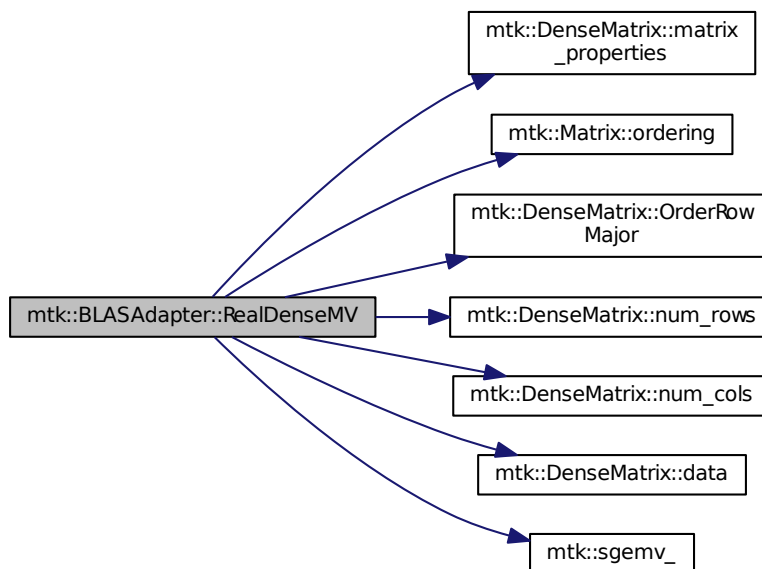 mtk::DenseMatrix::matrix
_properties
mtk::Matrix::ordering
mtk::DenseMatrix::OrderRow
Major
mtk::BLASAdapter::RealDenseMV
mtk::DenseMatrix::num_rows
mtk::DenseMatrix::num_cols
mtk::DenseMatrix::data
mtk::sgemv_